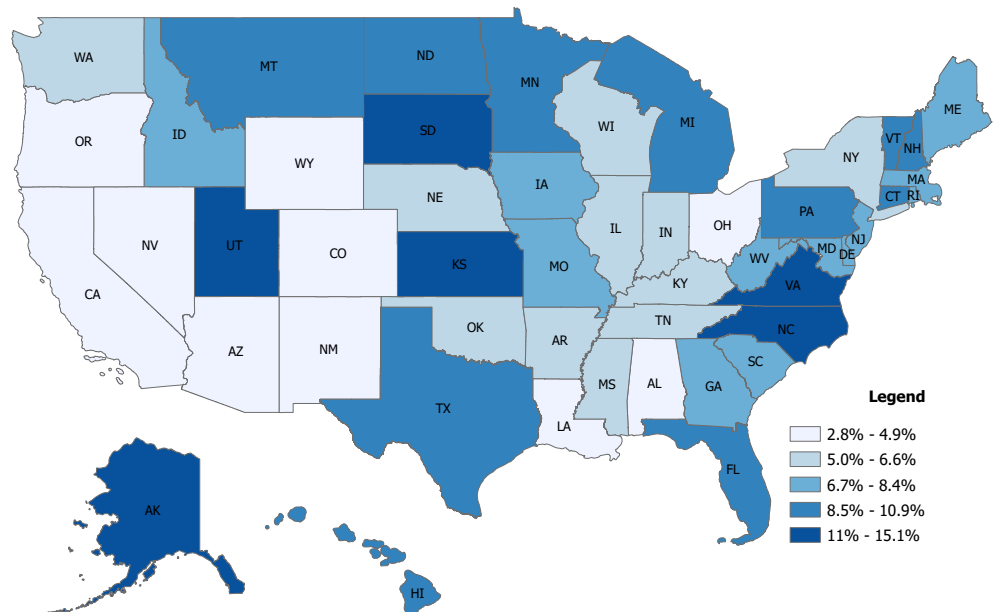 WA
MT
ND
MN
OR
ID
SD
WI
MI
ME
VT
NH
WY
NY
MA
CT
RI
NE
IA
PA
NV
UT
CO
KS
IL
IN
OH
NJ
MD
DE
WV
CA
MO
KY
VA
AZ
NM
OK
AR
TN
NC
TX
LA
MS
AL
GA
SC
FL
AK
HI
Legend
2.8% - 4.9%
5.0% - 6.6%
6.7% - 8.4%
8.5% - 10.9%
11% - 15.1%